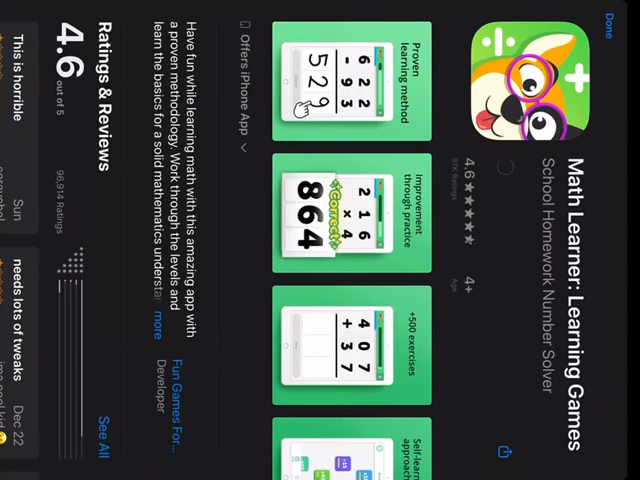 Done
Math Learner: Learning Games
School Homework Number Solver
4.6 ★★★★★
97K Ratings
4+
Age
Proven
learning method
6 2 2
- 9 3
5 2 9
Improvement
through practice
2 1 6
x 4
Correct!
8 6 4
+500 exercises
4 0 7
+ 3 7
Self-learn
approach
Offers iPhone App
Have fun while learning math with this amazing app with
a proven methodology. Work through the levels and
learn the basics for a solid mathematics understa more
Fun Games For...
Developer
Ratings & Reviews
See All
4.6 out of 5
96,914 Ratings
This is horrible
Sun
needs lots of tweaks
Dec 22